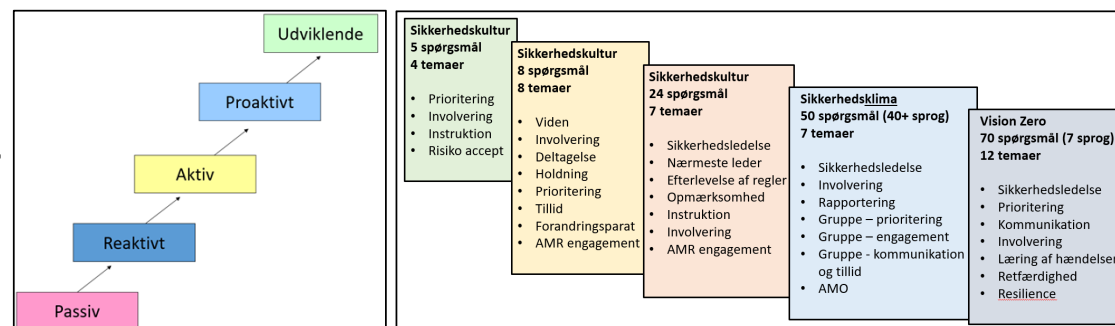 Udviklende
Proaktivt
Aktiv
Reaktivt
Passiv
Sikkerhedskultur
5 spørgsmål
4 temaer
• Prioritering
• Involvering
• Instruktion
• Risiko accept
Sikkerhedskultur
8 spørgsmål
8 temaer
• Viden
• Involvering
• Deltagelse
• Holdning
• Prioritering
• Tillid
• Forandringsparat
• AMR engagement
Sikkerhedskultur
24 spørgsmål
7 temaer
• Sikkerhedsledelse
• Nærmeste leder
• Efterlevelse af regler
• Opmærksomhed
• Instruktion
• Involvering
• AMR engagement
Sikkerhedsklima
50 spørgsmål (40+ sprog)
7 temaer
• Sikkerhedsledelse
• Involvering
• Rapportering
• Gruppe – prioritering
• Gruppe – engagement
• Gruppe - kommunikation
og tillid
• AMO
Vision Zero
70 spørgsmål (7 sprog)
12 temaer
• Sikkerhedsledelse
• Prioritering
• Kommunikation
• Involvering
• Læring af hændelser
• Retfærdighed
• Resilience